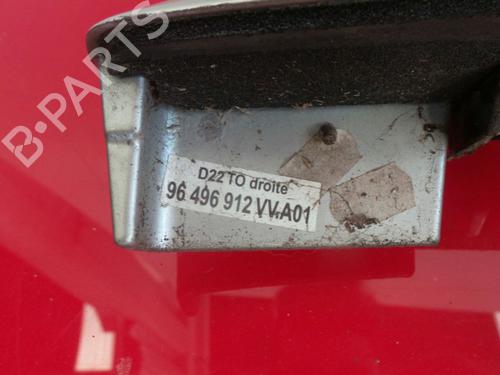 B-PARTS
D22 TO droite
96 496 912 VV.A01